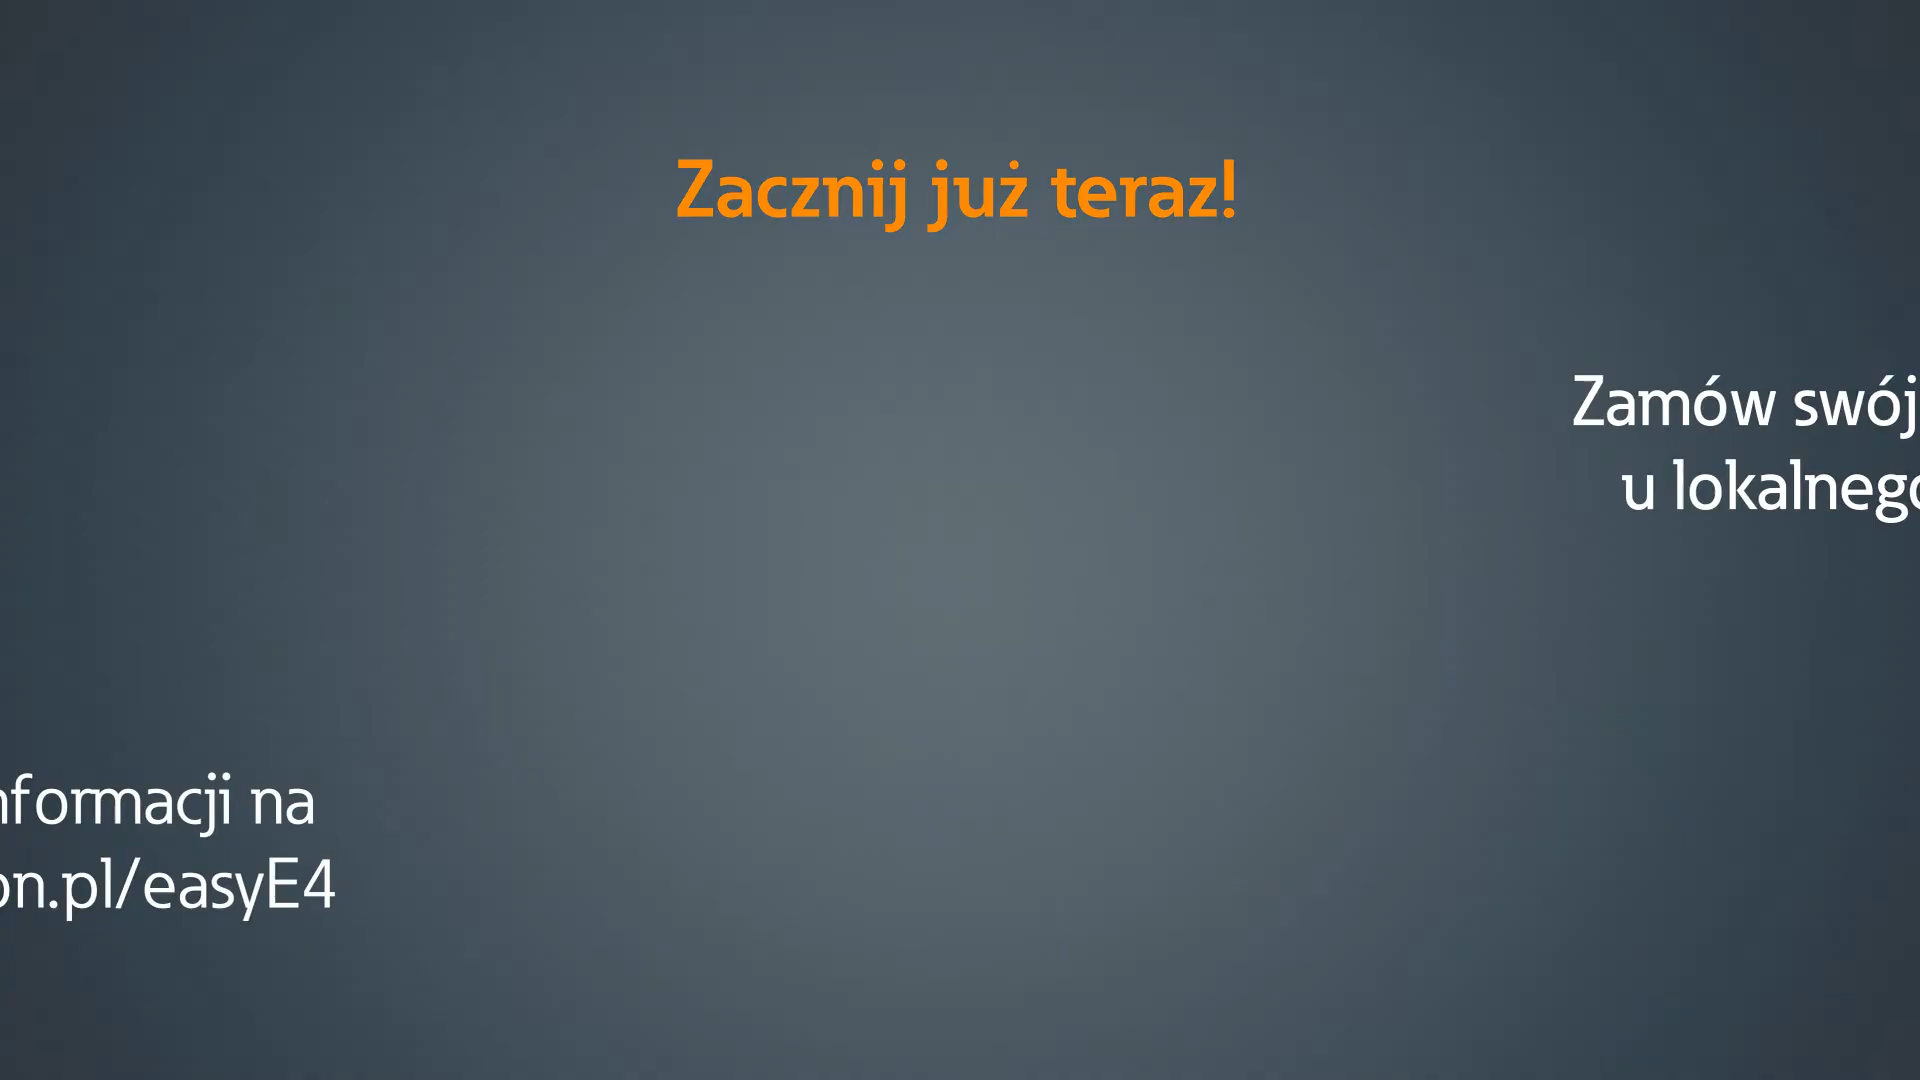 Zacznij już teraz!
Zamów swój
u lokalnego
nformacji na
on.pl/easyE4